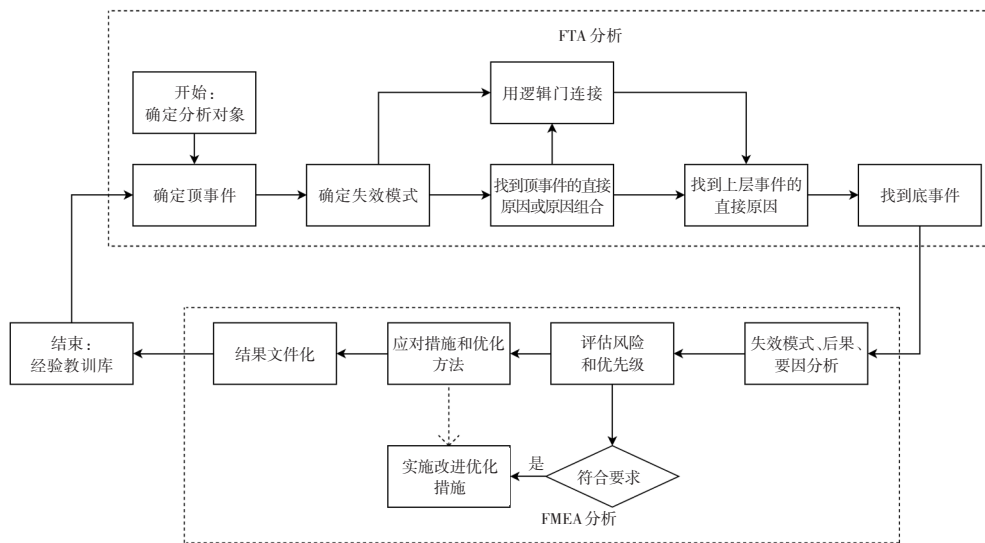 FTA 分析
开始：
确定分析对象
用逻辑门连接
确定顶事件
确定失效模式
找到顶事件的直接
原因或原因组合
找到上层事件的
直接原因
找到底事件
结束：
经验教训库
结果文件化
应对措施和优化
方法
评估风险
和优先级
失效模式、后果、
要因分析
实施改进优化
措施
是
符合要求
FMEA 分析